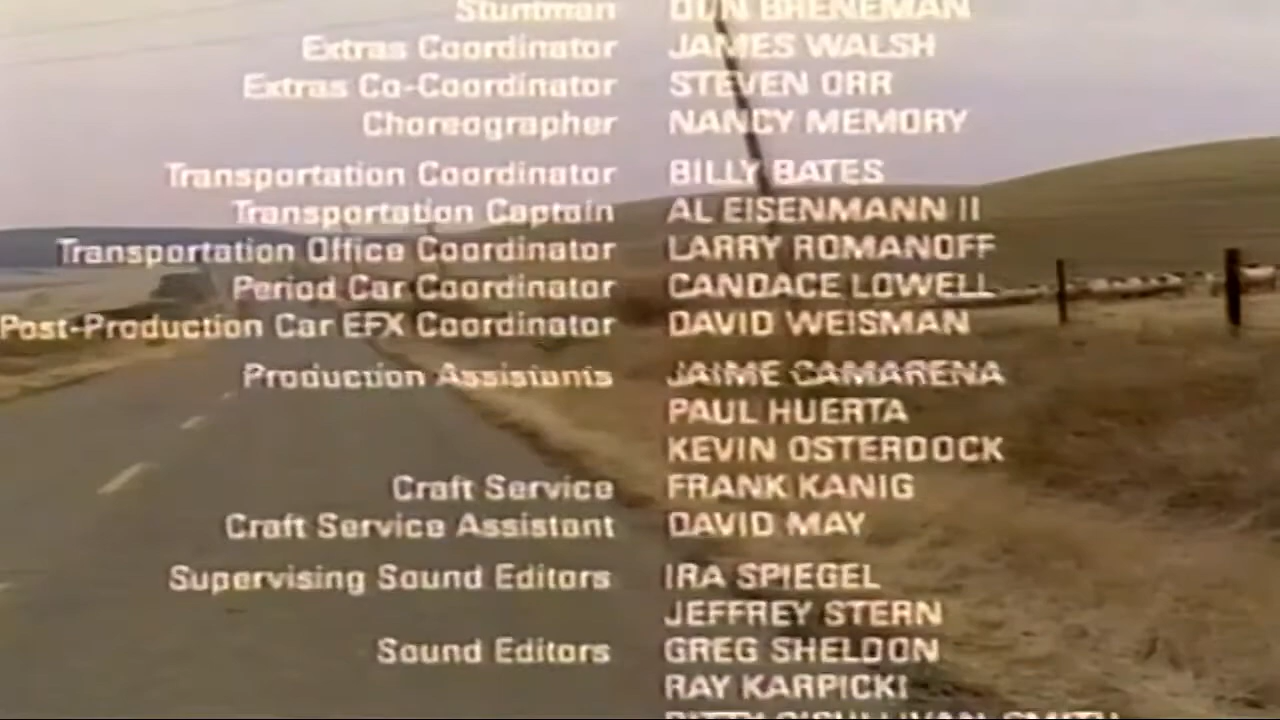 Stuntman DON BRENEMAN
Extras Coordinator JAMES WALSH
Extras Co-Coordinator STEVEN ORR
Choreographer NANCY MEMORY
Transportation Coordinator BILLY BATES
Transportation Captain AL EISENMANN II
Transportation Office Coordinator LARRY ROMANOFF
Period Car Coordinator CANDACE LOWELL
Post-Production Car EFX Coordinator DAVID WEISMAN
Production Assistants JAIME CAMARENA
PAUL HUERTA
KEVIN OSTERDOCK
Craft Service FRANK KANIG
Craft Service Assistant DAVID MAY
Supervising Sound Editors IRA SPIEGEL
JEFFREY STERN
Sound Editors GREG SHELDON
RAY KARPICKI